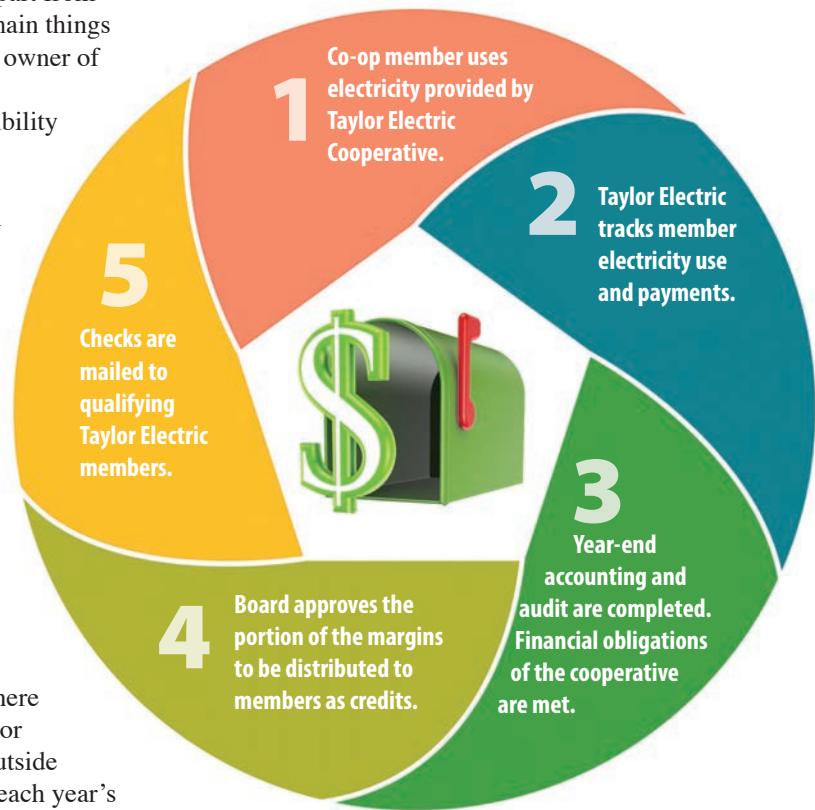 part from
main things
owner of
bility
1
Co-op member uses
electricity provided by
Taylor Electric
Cooperative.
2
Taylor Electric
tracks member
electricity use
and payments.
3
Year-end
accounting and
audit are completed.
Financial obligations
of the cooperative
are met.
4
Board approves the
portion of the margins
to be distributed to
members as credits.
5
Checks are
mailed to
qualifying
Taylor Electric
members.
$
here
or
utside
each year's